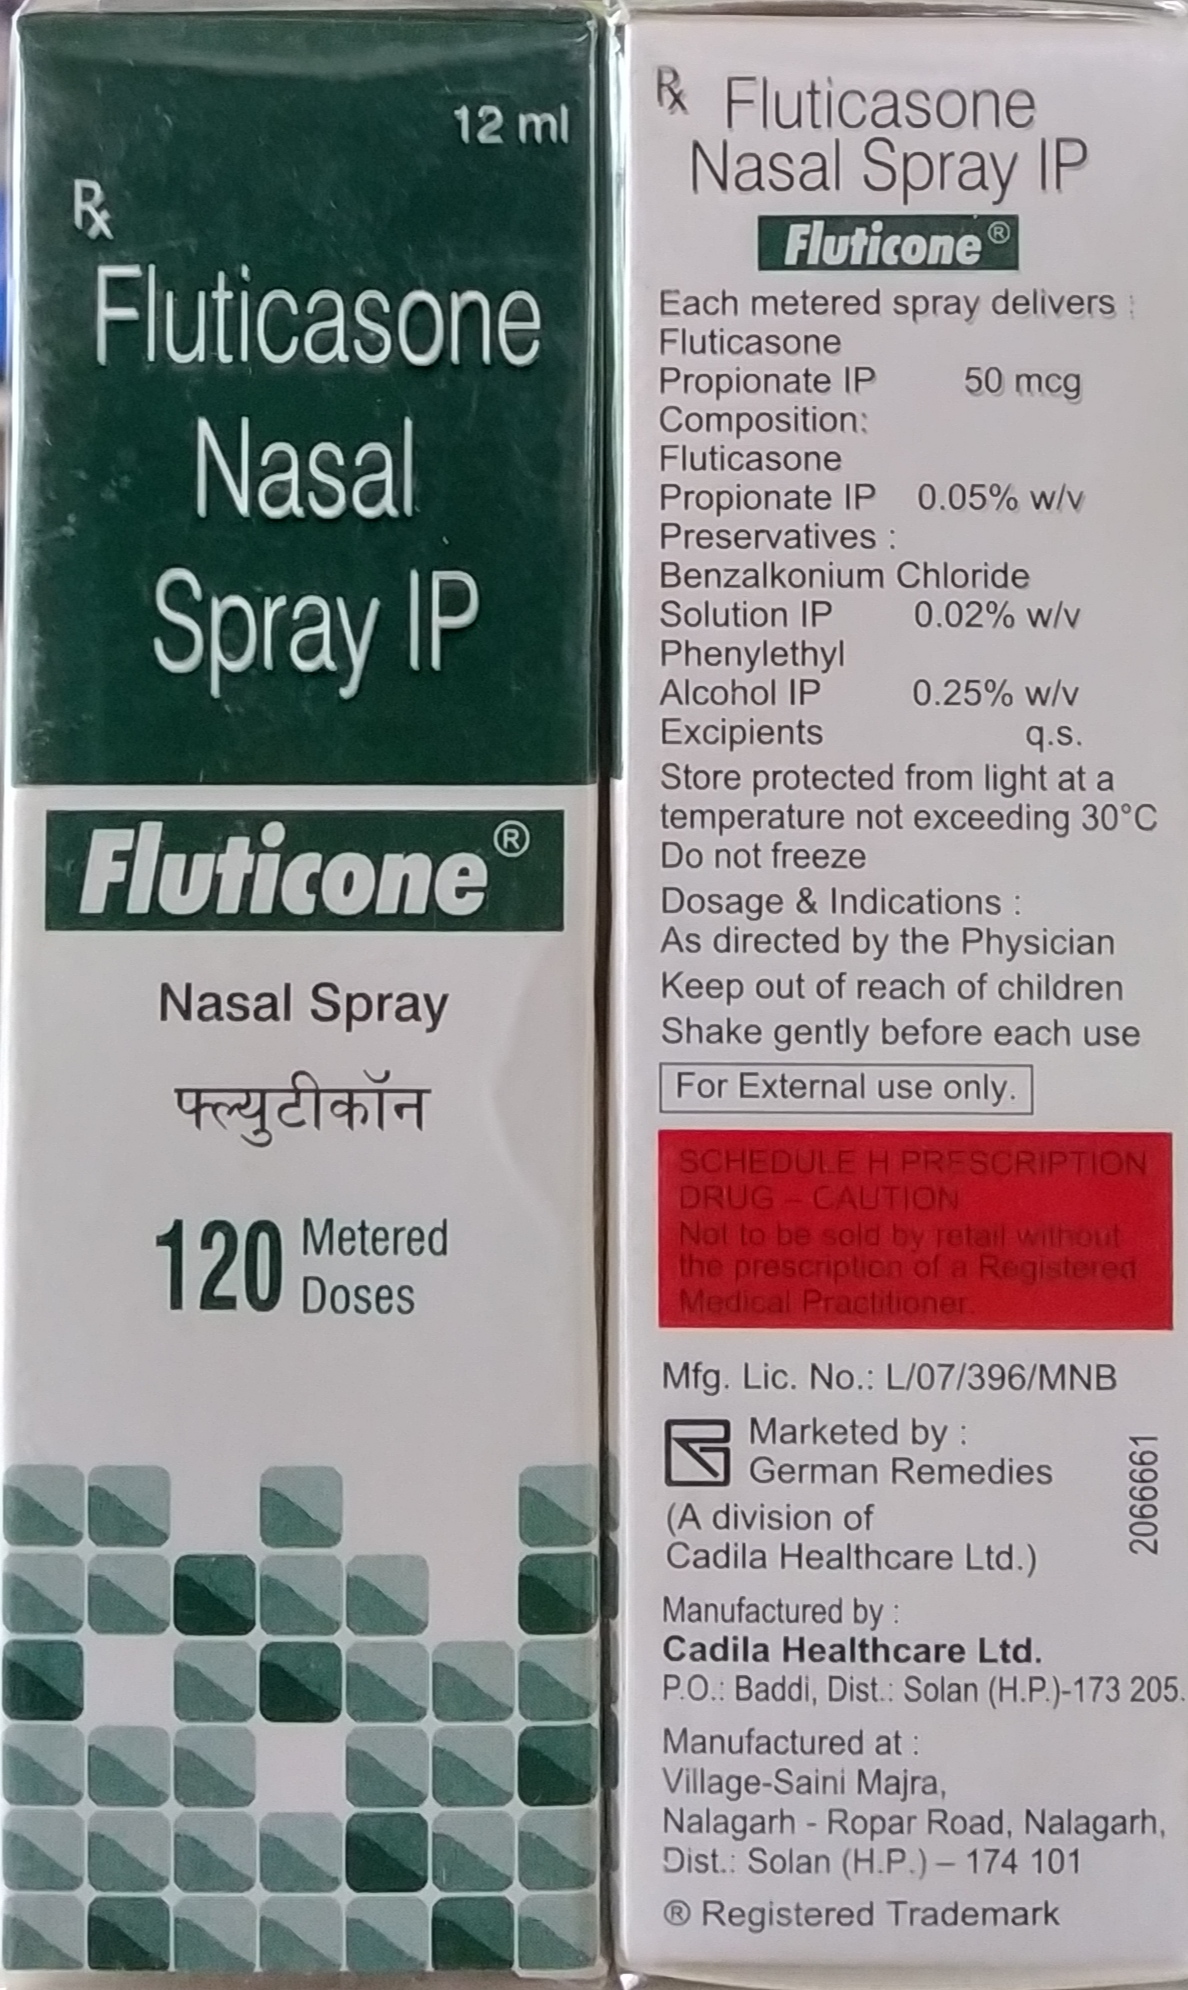 12 ml
Rx
Fluticasone
Nasal
Spray IP
Fluticone®
Nasal Spray
फ्ल्युटीकॉन
120 Metered
Doses
Rx Fluticasone
Nasal Spray IP
Fluticone®
Each metered spray delivers :
Fluticasone
Propionate IP 50 mcg
Composition:
Fluticasone
Propionate IP 0.05% w/v
Preservatives :
Benzalkonium Chloride
Solution IP 0.02% w/v
Phenylethyl
Alcohol IP 0.25% w/v
Excipients q.s.
Store protected from light at a
temperature not exceeding 30°C
Do not freeze
Dosage & Indications :
As directed by the Physician
Keep out of reach of children
Shake gently before each use
For External use only.
SCHEDULE H PRESCRIPTION
DRUG – CAUTION
Not to be sold by retail without
the prescription of a Registered
Medical Practitioner.
Mfg. Lic. No.: L/07/396/MNB
Marketed by :
German Remedies
(A division of
Cadila Healthcare Ltd.)
2066661
Manufactured by :
Cadila Healthcare Ltd.
P.O.: Baddi, Dist.: Solan (H.P.)-173 205.
Manufactured at :
Village-Saini Majra,
Nalagarh - Ropar Road, Nalagarh,
Dist.: Solan (H.P.) – 174 101
® Registered Trademark